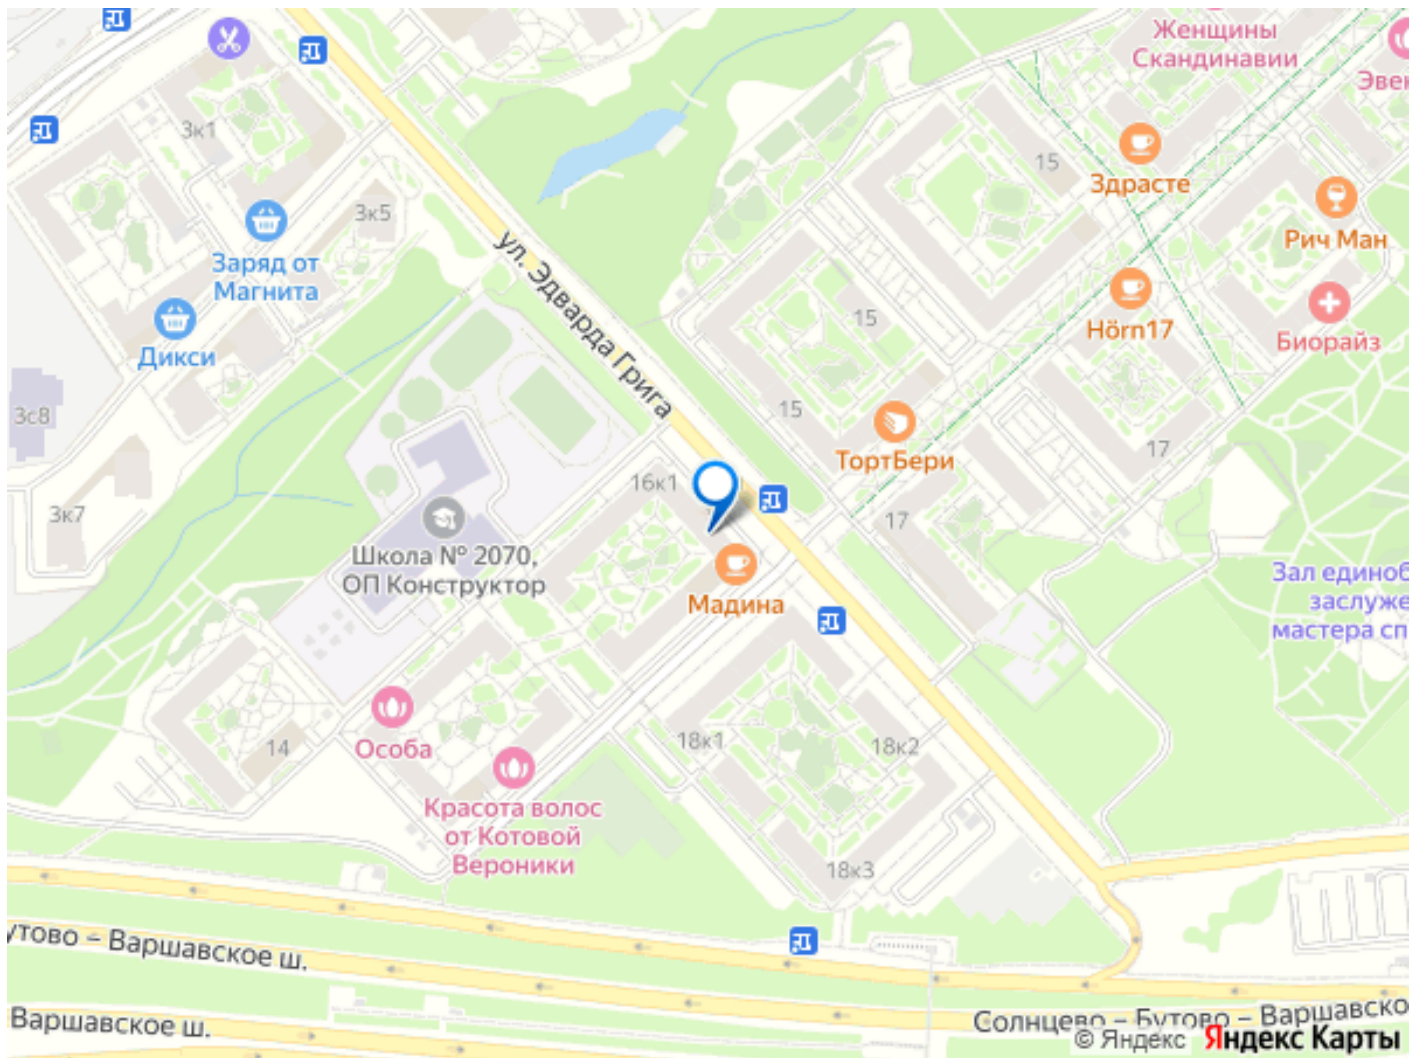 Женщины
Скандинавии
Эвен
3к1
15
Здрасте
3к5
Рич Ман
Заряд от
Магнита
ул. Эдварда Грига
15
Hörn17
Биорайз
Дикси
3с8
15
ТортБери
17
16к1
3к7
17
Школа № 2070,
ОП Конструктор
Мадина
Зал единоб
заслуже
мастера сп
Особа
14
18к1
18к2
Красота волос
от Котовой
Вероники
18к3
утово – Варшавское ш.
Варшавское ш.
Солнцево – Бутово – Варшавско
© Яндекс Яндекс Карты